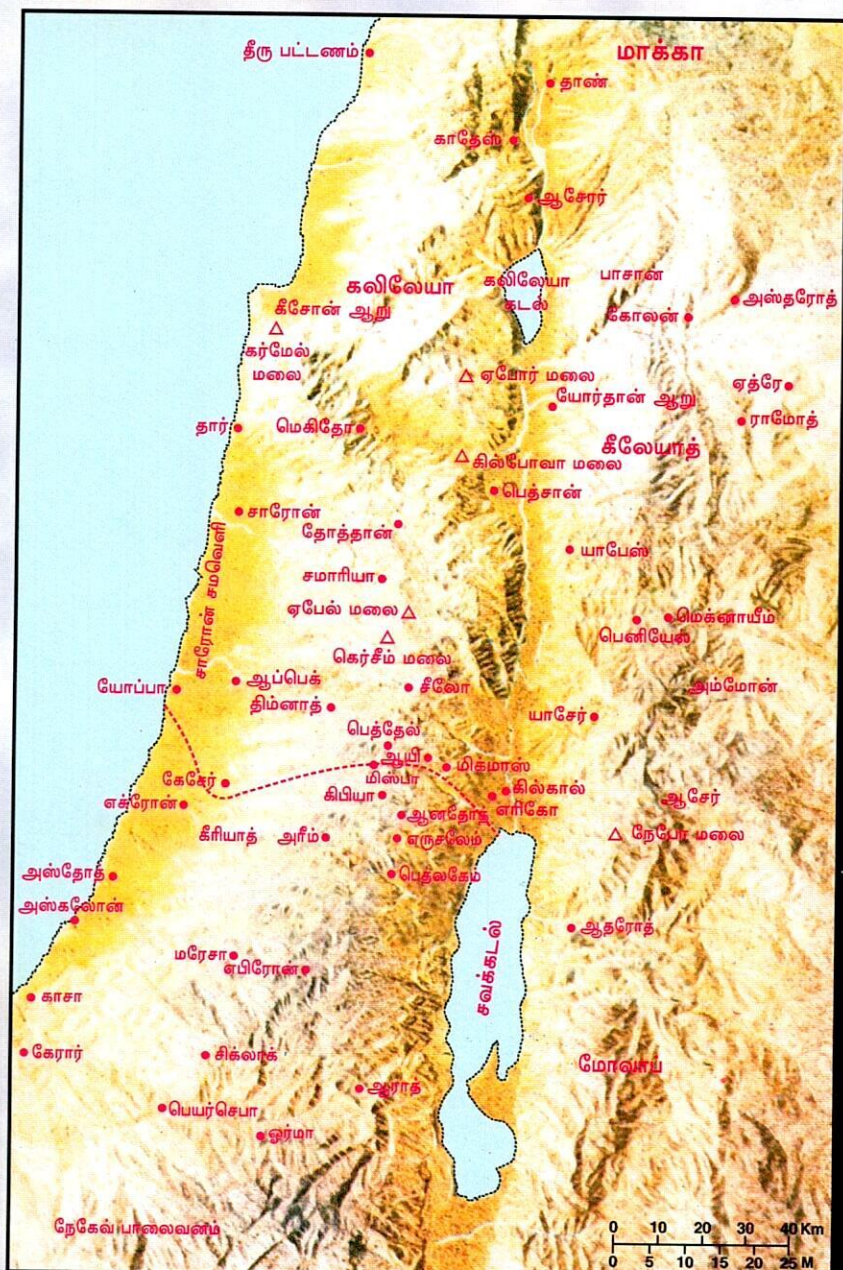 தீரு பட்டணம்
மாக்கா
தாண்
காதேஸ்
ஆசேரர்
கலிலேயா
கலிலேயா
கடல்
பாசான்
அஸ்தரோத்
கோலன்
கீசோன் ஆறு
கர்மேல்
மலை
ஏபோர் மலை
ஏத்ரே
யோர்தான் ஆறு
ராமோத்
தார்
மெகிதோ
கீலேயாத்
கில்போவா மலை
பெத்சான்
சாரோன்
தோத்தான்
யாபேஸ்
சமாரியா
சாரோன் சமவெளி
ஏபேல் மலை
மெக்னாயீம்
பெனியேல்
கெர்சீம் மலை
யோப்பா
ஆப்பெக்
சீலோ
அம்மோன்
திம்னாத்
யாசேர்
பெத்தேல்
ஆயி
மிக்மாஸ்
மிஸ்பா
கேசேர்
கிபியா
கில்கால்
எரிகோ
ஆசேர்
எக்ரோன்
ஆனதோத்
கீரியாத் அரீம்
எருசலேம்
நேபோ மலை
அஸ்தோத்
பெத்லகேம்
அஸ்கலோன்
ஆதரோத்
மரேசா
எபிரோன்
சவக்கடல்
காசா
கேரார்
சிக்லாக்
மோலாப்
ஆராத்
பெயர்செபா
ஓர்மா
நேகேவ் பாலைவனம்
0 10 20 30 40 Km
0 5 10 15 20 25 M